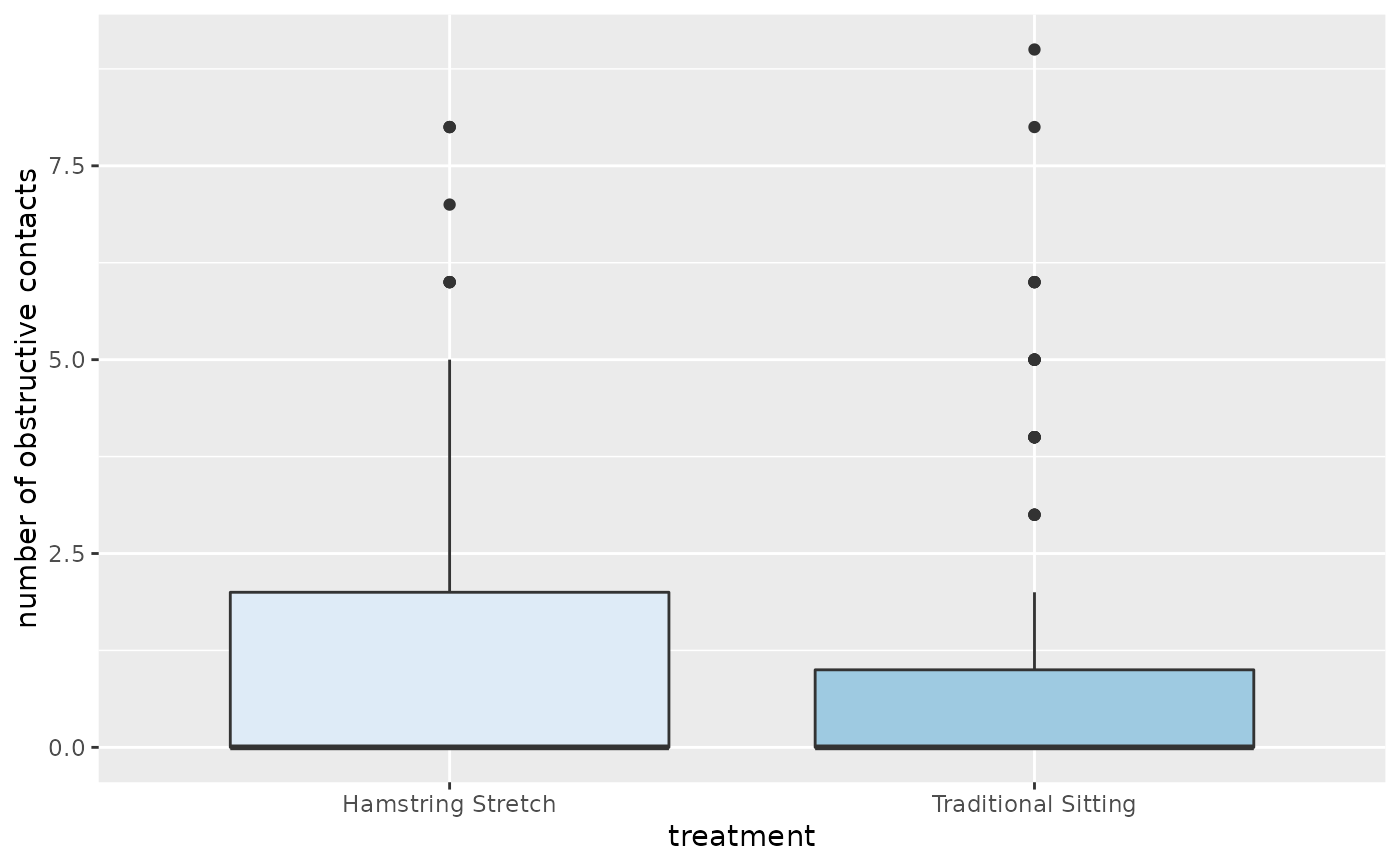 number of obstructive contacts
7.5
5.0
2.5
0.0
Hamstring Stretch
Traditional Sitting
treatment